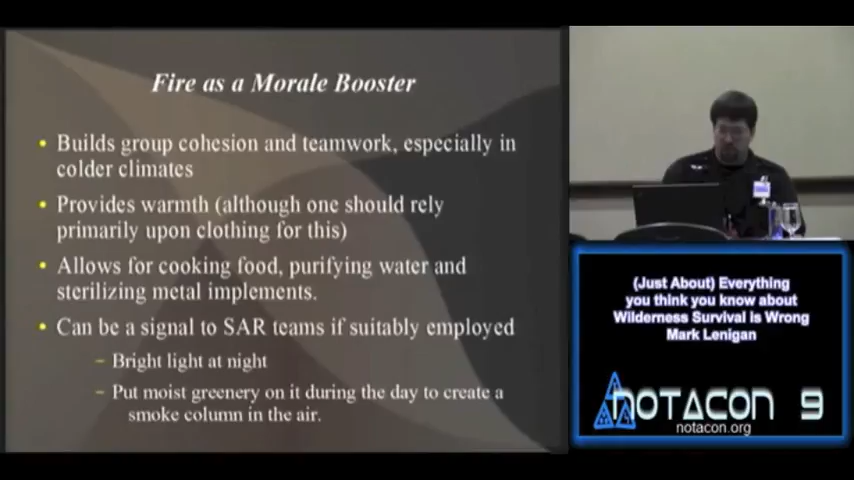 Fire as a Morale Booster
Builds group cohesion and teamwork, especially in
colder climates
Provides warmth (although one should rely
primarily upon clothing for this)
Allows for cooking food, purifying water and
sterilizing metal implements.
Can be a signal to SAR teams if suitably employed
– Bright light at night
– Put moist greenery on it during the day to create a
smoke column in the air.
(Just About) Everything
you think you know about
Wilderness Survival is Wrong
Mark Lenigan
NOTACON 9
notacon.org